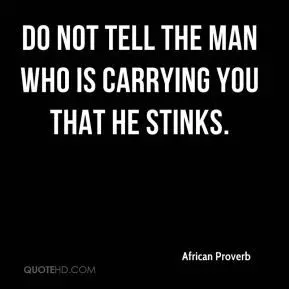 DO NOT TELL THE MAN
WHO IS CARRYING YOU
THAT HE STINKS.
African Proverb
QUOTEHD.COM